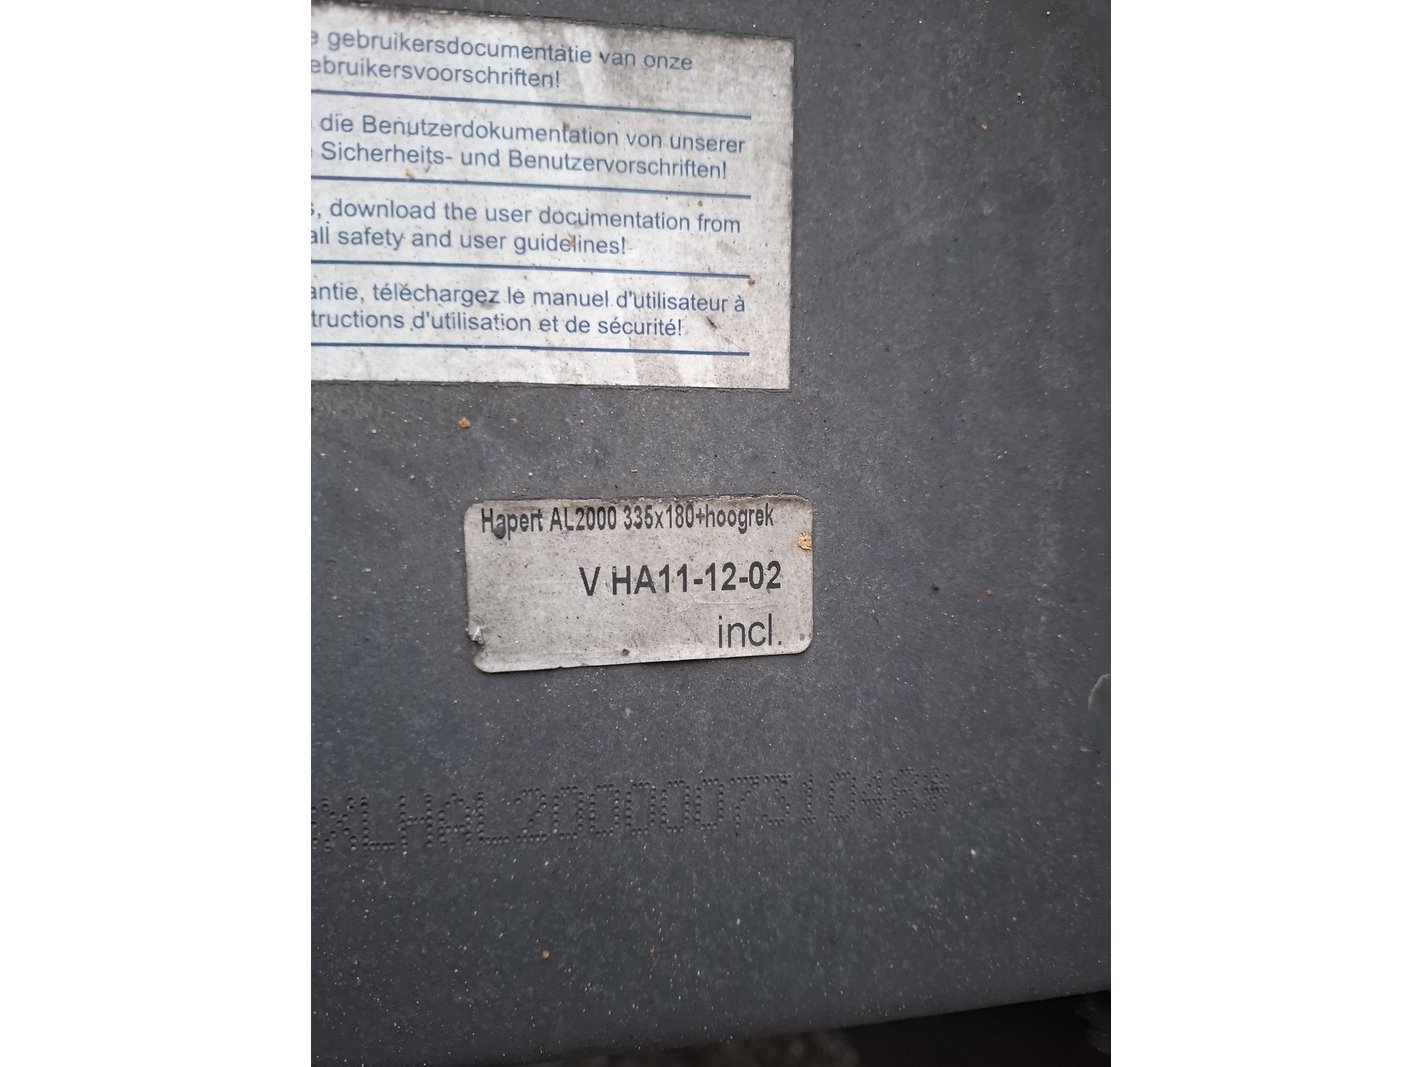 gebruikersdocumentatie van onze
ebruikersvoorschriften!
die Benutzerdokumentation von unserer
Sicherheits- und Benutzervorschriften!
, download the user documentation from
all safety and user guidelines!
antie, téléchargez le manuel d'utilisateur à
tructions d'utilisation et de sécurité!
Hapert AL2000 335x180+hoogrek
V HA11-12-02
incl.
*XLHAL200000731048*